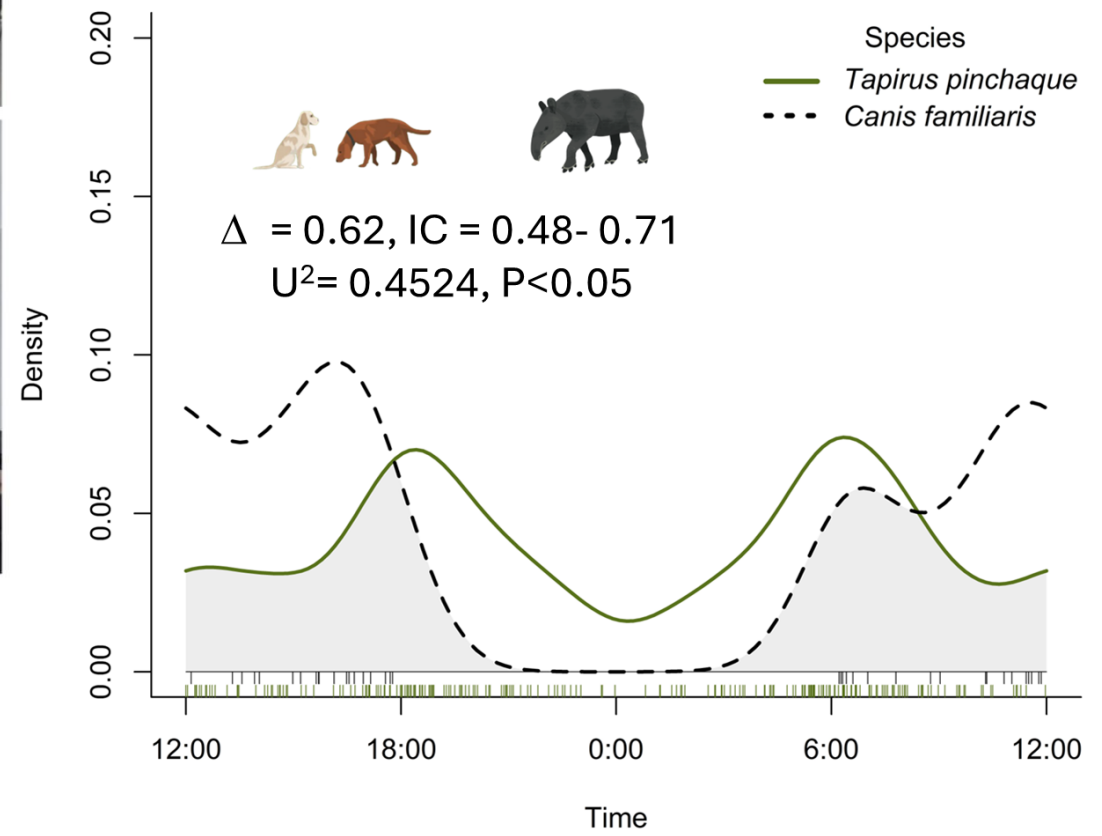 Species
Tapirus pinchaque
Canis familiaris
Δ = 0.62, IC = 0.48- 0.71
U²= 0.4524, P<0.05
Density
0.20
0.15
0.10
0.05
0.00
12:00 18:00 0:00 6:00 12:00
Time